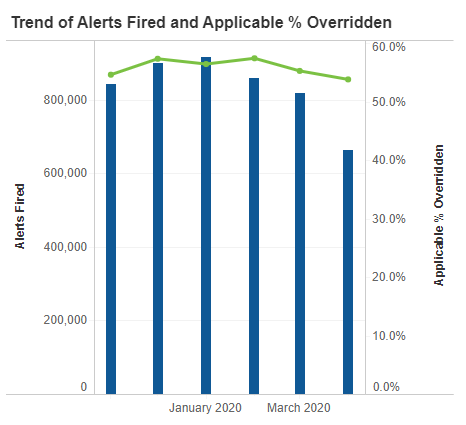 Trend of Alerts Fired and Applicable % Overridden
Alerts Fired
800,000
600,000
400,000
200,000
0
60.0%
50.0%
40.0%
30.0%
20.0%
10.0%
0.0%
Applicable % Overridden
January 2020
March 2020